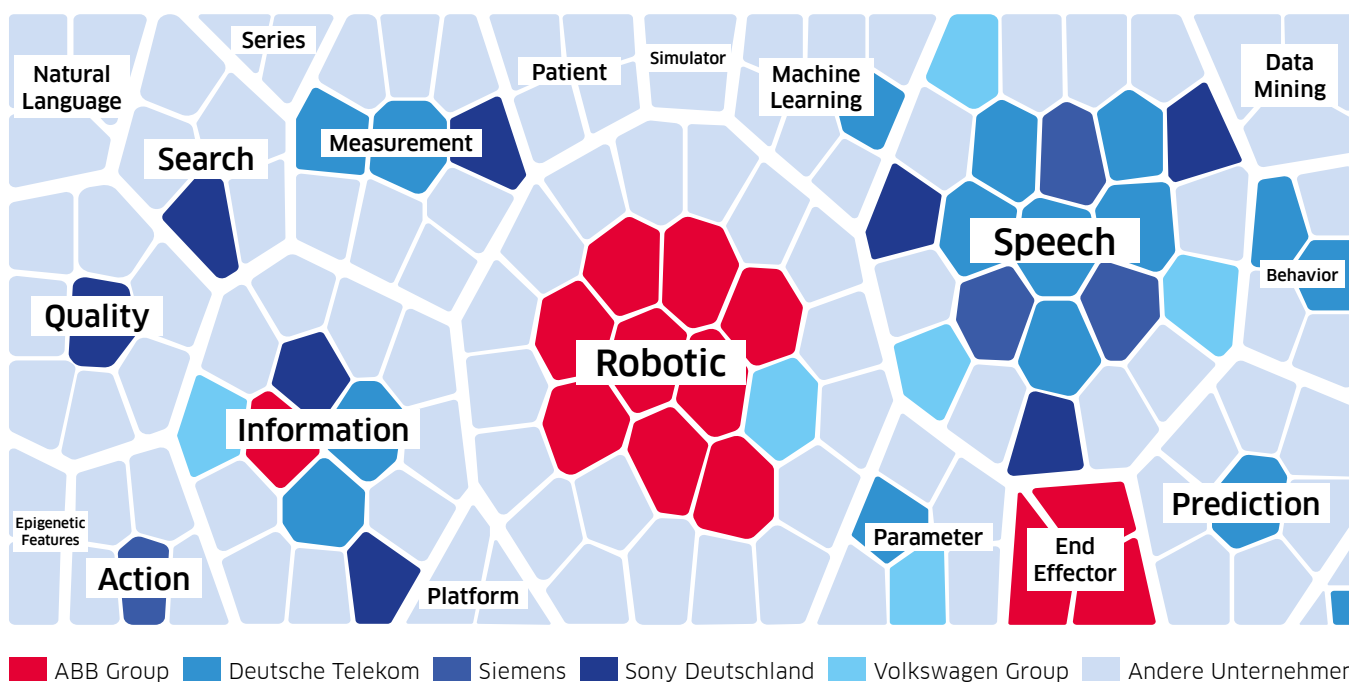 Series
Natural
Language
Patient
Simulator
Machine
Learning
Data
Mining
Search
Measurement
Speech
Behavior
Quality
Robotic
Information
Epigenetic
Features
Action
Platform
Parameter
End
Effector
Prediction
ABB Group
Deutsche Telekom
Siemens
Sony Deutschland
Volkswagen Group
Andere Unternehmen